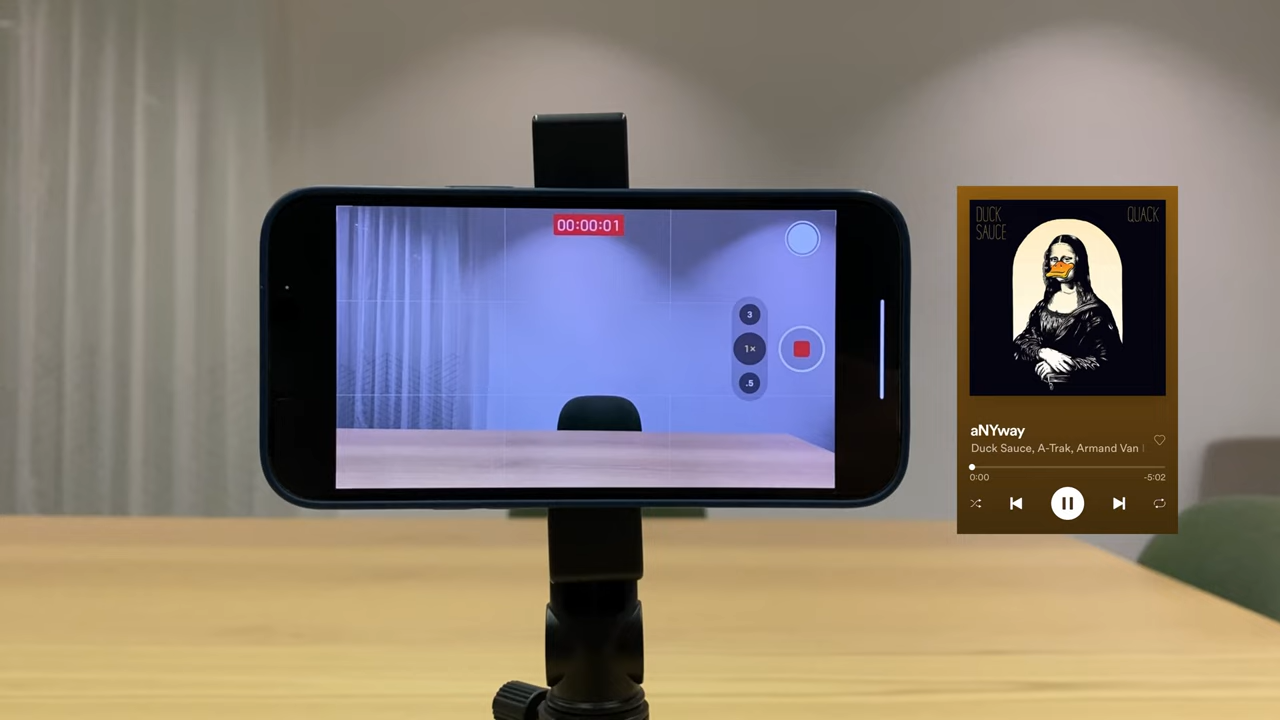 00:00:01
3
1×
.5
DUCK
SAUCE
QUACK
aNYway
Duck Sauce, A-Trak, Armand Van
0:00
-5:02